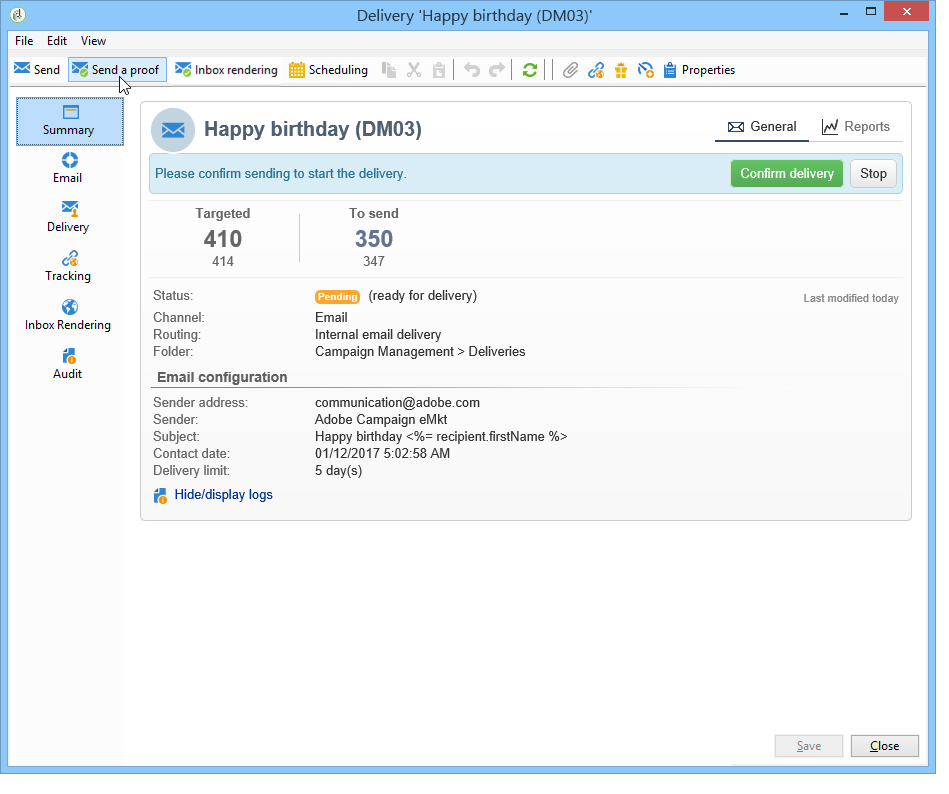 Delivery 'Happy birthday (DM03)'
File Edit View
Send Send a proof Inbox rendering Scheduling Properties
Summary
Email
Delivery
Tracking
Inbox Rendering
Audit
Happy birthday (DM03) General Reports
Please confirm sending to start the delivery. Confirm delivery Stop
Targeted To send
410 350
414 347
Status: Pending (ready for delivery) Last modified today
Channel: Email
Routing: Internal email delivery
Folder: Campaign Management > Deliveries
Email configuration
Sender address: communication@adobe.com
Sender: Adobe Campaign eMkt
Subject: Happy birthday <%= recipient.firstName %>
Contact date: 01/12/2017 5:02:58 AM
Delivery limit: 5 day(s)
Hide/display logs
Save Close